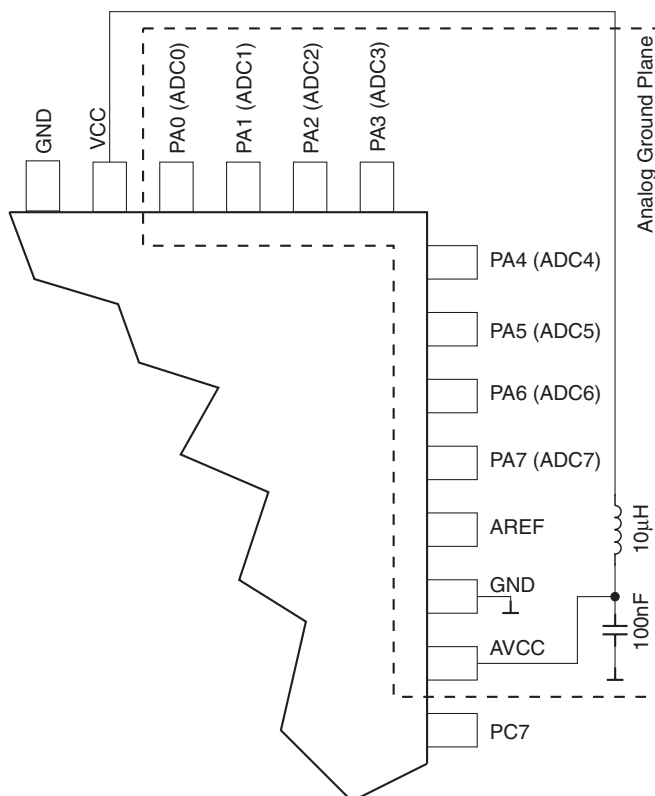 GND
VCC
PA0 (ADC0)
PA1 (ADC1)
PA2 (ADC2)
PA3 (ADC3)
Analog Ground Plane
PA4 (ADC4)
PA5 (ADC5)
PA6 (ADC6)
PA7 (ADC7)
AREF
10μH
GND
AVCC
100nF
PC7